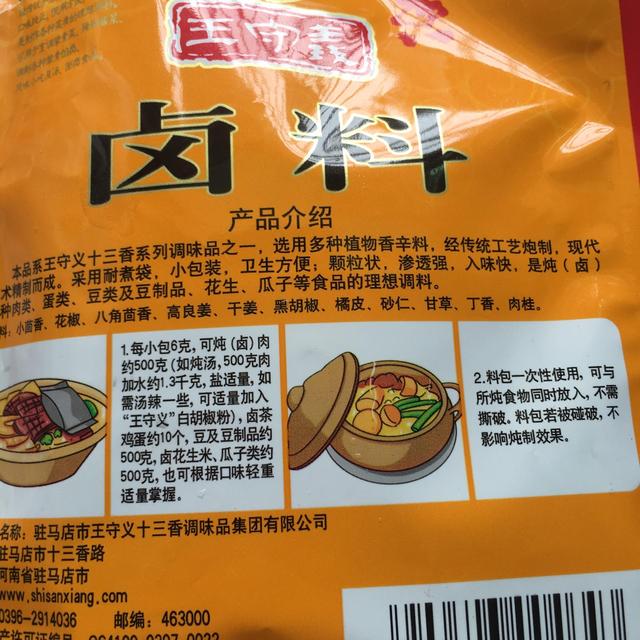 王守义
卤料
产品介绍
本品系王守义十三香系列调味品之一，选用多种植物香辛料，经传统工艺炮制，现代
术精制而成。采用耐煮袋，小包装，卫生方便；颗粒状，渗透强，入味快，是炖（卤）
种肉类、蛋类、豆类及豆制品、花生、瓜子等食品的理想调料。
料：小茴香、花椒、八角茴香、高良姜、干姜、黑胡椒、橘皮、砂仁、甘草、丁香、肉桂。
1.每小包6克，可炖（卤）肉
约500克（如炖汤，500克肉
加水约1.3千克，盐适量，如
需汤辣一些，可适量加入
“王守义”白胡椒粉），卤茶
鸡蛋约10个，豆及豆制品约
500克，卤花生米、瓜子类约
500克，也可根据口味轻重
适量掌握。
2.料包一次性使用，可与
所炖食物同时放入，不需
撕破。料包若被碰破，不
影响炖制效果。
名称：驻马店市王守义十三香调味品集团有限公司
驻马店市十三香路
河南省驻马店市
www.shisanxiang.com
0396-2914036 邮编：463000